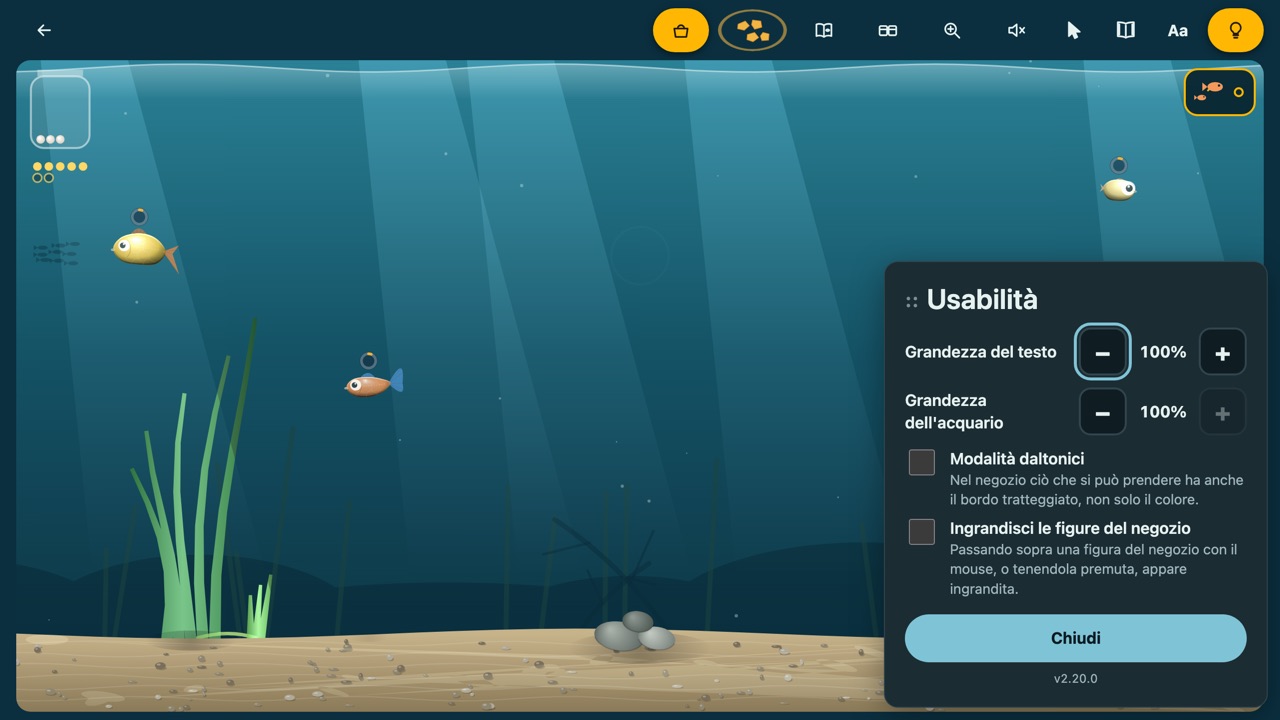 Aa
Usabilità
Grandezza del testo
− 100% +
Grandezza
dell'acquario
− 100% +
Modalità daltonici
Nel negozio ciò che si può prendere ha anche
il bordo tratteggiato, non solo il colore.
Ingrandisci le figure del negozio
Passando sopra una figura del negozio con il
mouse, o tenendola premuta, appare
ingrandita.
Chiudi
v2.20.0